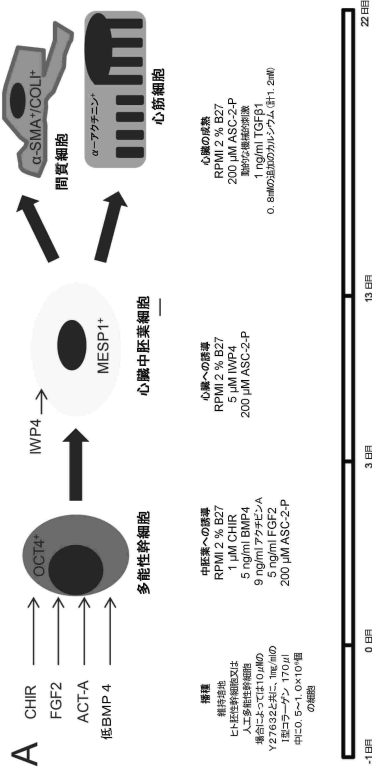 A
CHIR
FGF2
ACT-A
低BMP 4
OCT4+
多能性幹細胞
IWP4
MESP1+
心臓中胚葉細胞
α-SMA+/COLI+
間質細胞
α-アクチニン+
心筋細胞
播種
維持培地
ヒト胚性幹細胞又は
人工多能性幹細胞
場合によっては10μMの
Y27632と共に、1mg/mlの
I型コラーゲン 170μl
中に0.5~1.0×10⁶個
の細胞
中胚葉への誘導
RPMI 2 % B27
1 μM CHIR
5 ng/ml BMP4
9 ng/ml アクチビンA
5 ng/ml FGF2
200 μM ASC-2-P
心臓への誘導
RPMI 2 % B27
5 μM IWP4
200 μM ASC-2-P
心臓の成熟
RPMI 2 % B27
200 μM ASC-2-P
動的な機械的刺激
1 ng/ml TGFβ1
0.8mMの追加のカルシウム(計1.2mM)
-1日目
0日目
3日目
13日目
22日目